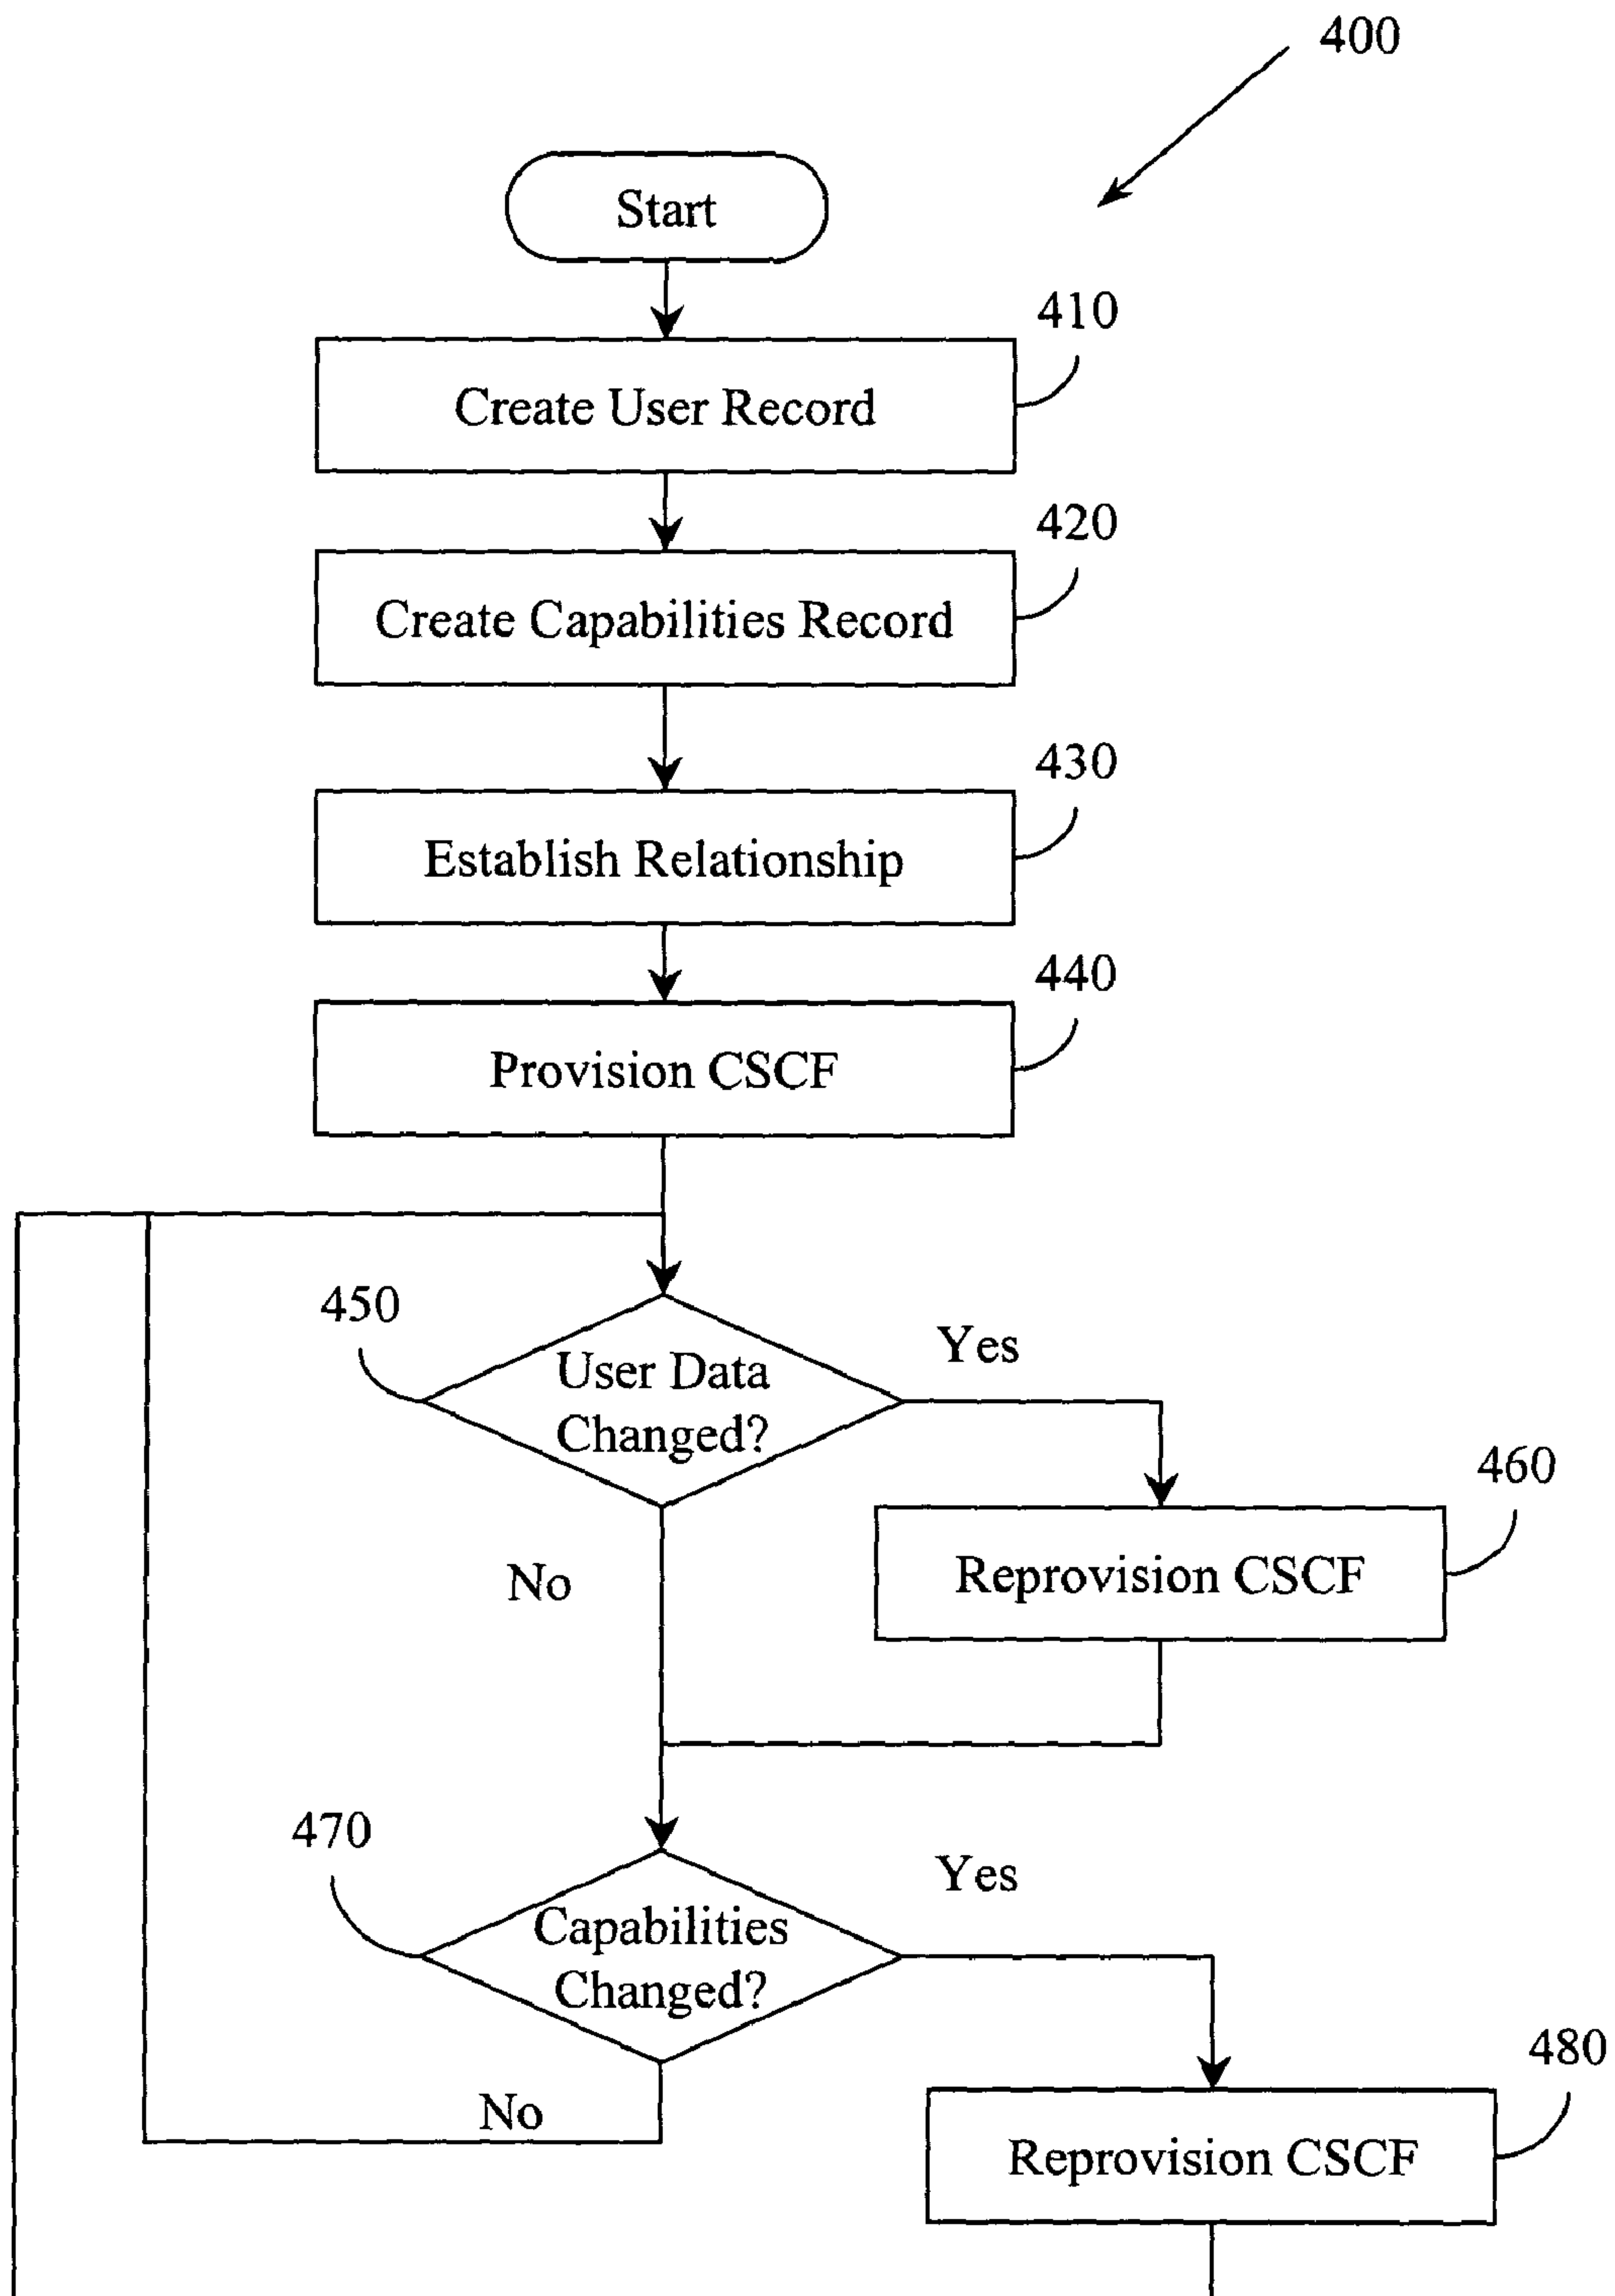 400
Start
410
Create User Record
420
Create Capabilities Record
430
Establish Relationship
440
Provision CSCF
450
User Data
Changed?
Yes
460
Reprovision CSCF
No
470
Capabilities
Changed?
Yes
480
Reprovision CSCF
No